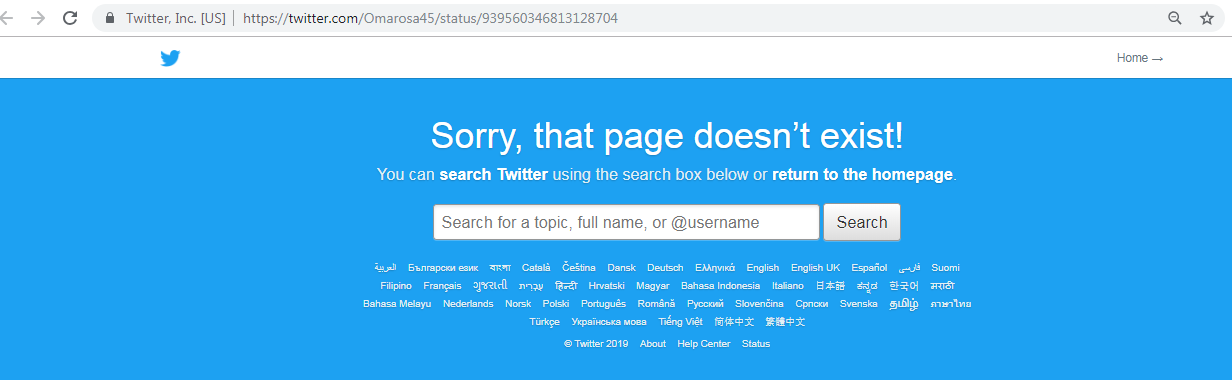 Twitter, Inc. [US] https://twitter.com/Omarosa45/status/939560346813128704
Home →
Sorry, that page doesn’t exist!
You can search Twitter using the search box below or return to the homepage.
Search for a topic, full name, or @username Search
العربية Български език বাংলা Català Čeština Dansk Deutsch Ελληνικά English English UK Español فارسی Suomi
Filipino Français ગુજરાતી עִבְרִית हिन्दी Hrvatski Magyar Bahasa Indonesia Italiano 日本語 ಕನ್ನಡ 한국어 मराठी
Bahasa Melayu Nederlands Norsk Polski Português Română Русский Slovenčina Српски Svenska தமிழ் ภาษาไทย
Türkçe Українська мова Tiếng Việt 简体中文 繁體中文
© Twitter 2019 About Help Center Status